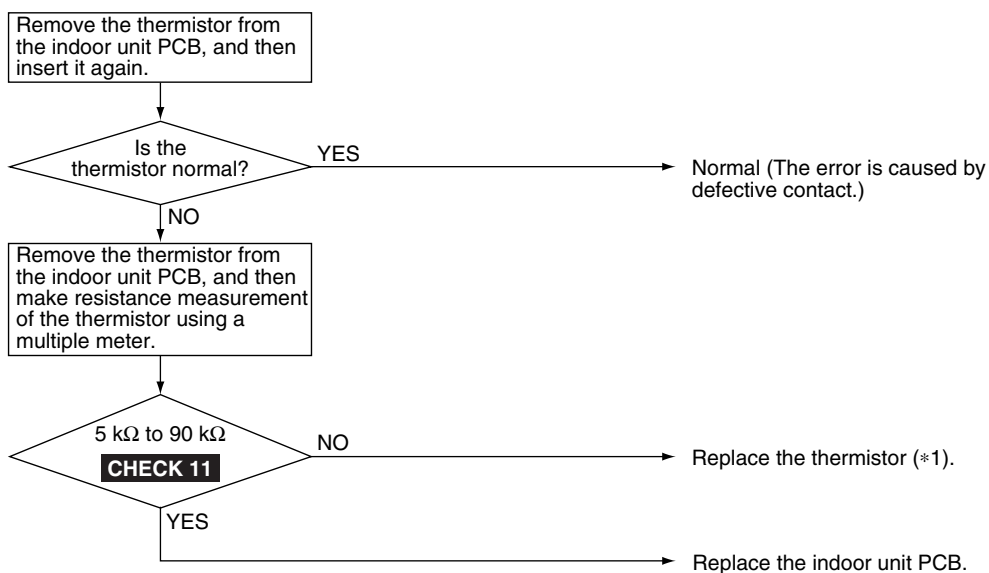 Remove the thermistor from
the indoor unit PCB, and then
insert it again.
Is the
thermistor normal?
YES
Normal (The error is caused by
defective contact.)
NO
Remove the thermistor from
the indoor unit PCB, and then
make resistance measurement
of the thermistor using a
multiple meter.
5 kΩ to 90 kΩ
CHECK 11
NO
Replace the thermistor (*1).
YES
Replace the indoor unit PCB.